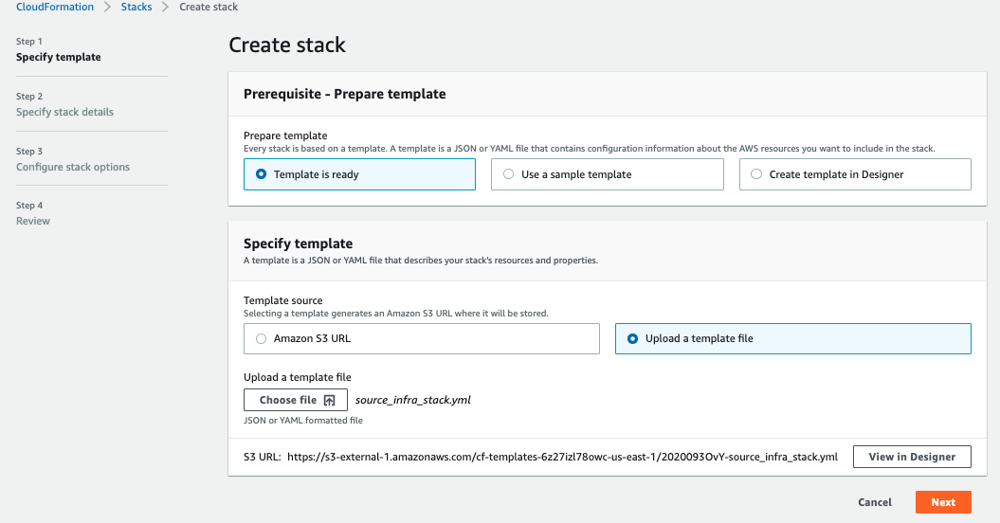 CloudFormation > Stacks > Create stack
Step 1
Specify template
Step 2
Specify stack details
Step 3
Configure stack options
Step 4
Review
Create stack
Prerequisite - Prepare template
Prepare template
Every stack is based on a template. A template is a JSON or YAML file that contains configuration information about the AWS resources you want to include in the stack.
Template is ready
Use a sample template
Create template in Designer
Specify template
A template is a JSON or YAML file that describes your stack's resources and properties.
Template source
Selecting a template generates an Amazon S3 URL where it will be stored.
Amazon S3 URL
Upload a template file
Upload a template file
Choose file source_infra_stack.yml
JSON or YAML formatted file
S3 URL: https://s3-external-1.amazonaws.com/cf-templates-6z27izl78owc-us-east-1/2020093OvY-source_infra_stack.yml View in Designer
Cancel Next